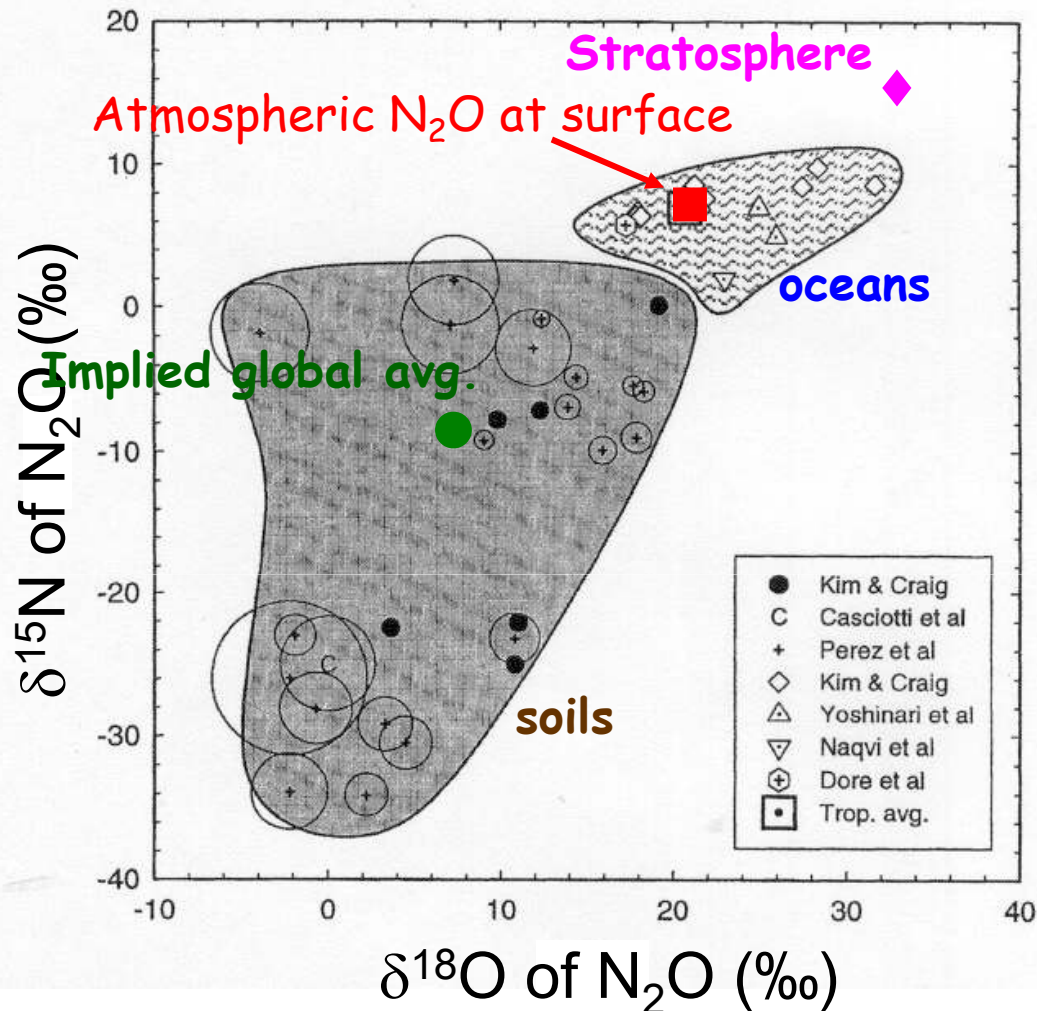 20
10
0
-10
-20
-30
-40
δ¹⁵N of N₂O (‰)
Stratosphere
Atmospheric N₂O at surface
oceans
Implied global avg.
C
soils
Kim & Craig
C Casciotti et al
+ Perez et al
Kim & Craig
Yoshinari et al
Naqvi et al
Dore et al
Trop. avg.
-10 0 10 20 30 40
δ¹⁸O of N₂O (‰)